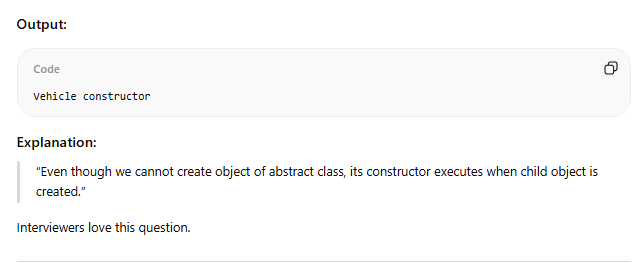 Output:
Code
Vehicle constructor
Explanation:
“Even though we cannot create object of abstract class, its constructor executes when child object is
created.”
Interviewers love this question.